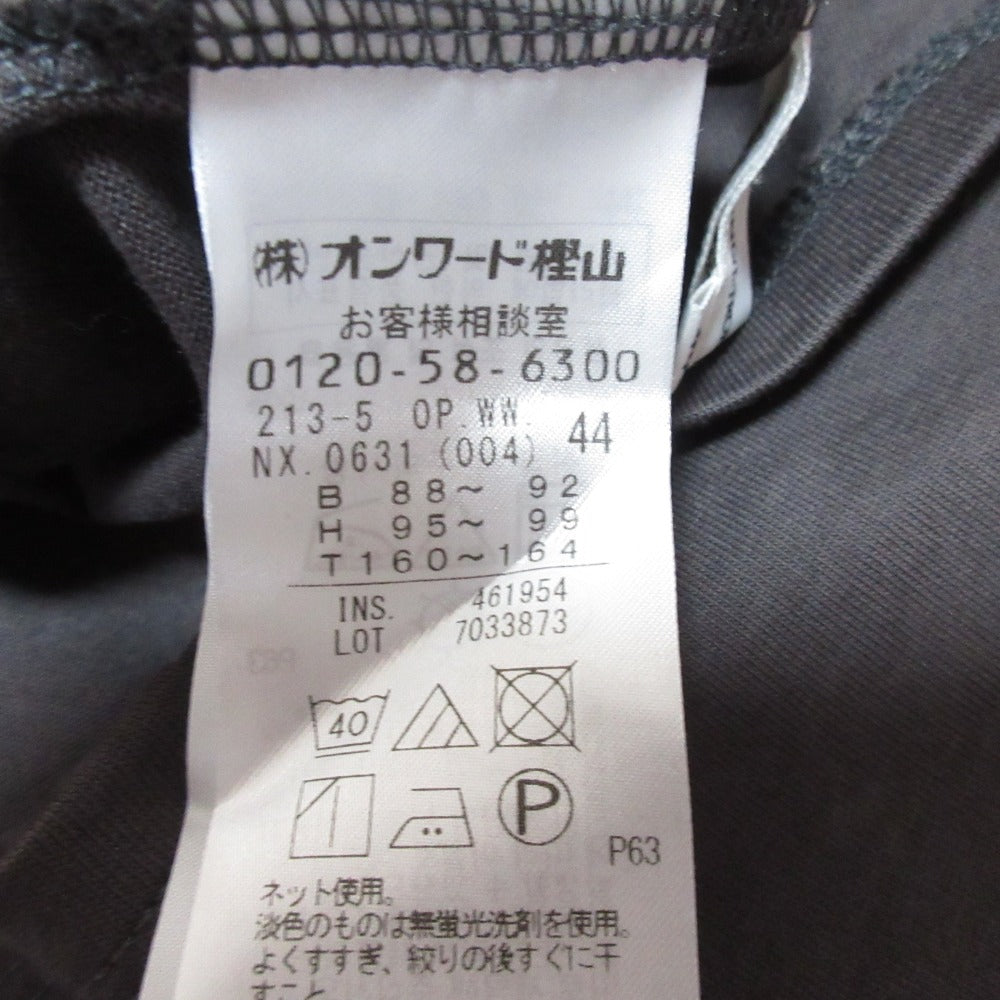 (株)オンワード樫山
お客様相談室
0120-58-6300
213-5 OP.WW.
NX.0631 (004) 44
B 88～ 92
H 95～ 99
T160～164
INS. 461954
LOT 7033873
40
P
P63
ネット使用。
淡色のものは無蛍光洗剤を使用。
よくすすぎ、絞りの後すぐに干
すこと